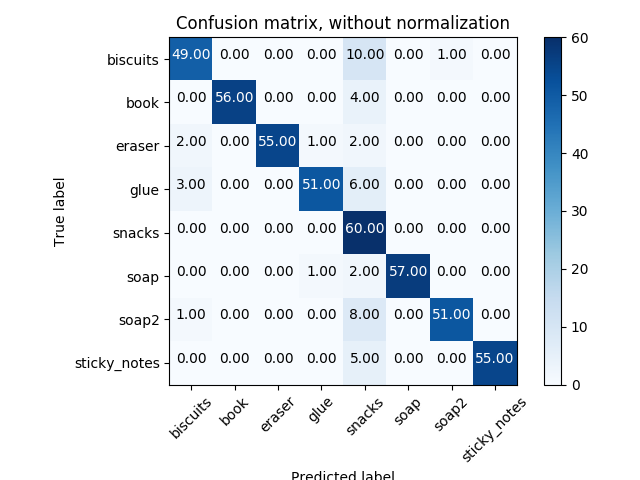 Confusion matrix, without normalization
biscuits 49.00 0.00 0.00 0.00 10.00 0.00 1.00 0.00
book 0.00 56.00 0.00 0.00 4.00 0.00 0.00 0.00
eraser 2.00 0.00 55.00 1.00 2.00 0.00 0.00 0.00
glue 3.00 0.00 0.00 51.00 6.00 0.00 0.00 0.00
snacks 0.00 0.00 0.00 0.00 60.00 0.00 0.00 0.00
soap 0.00 0.00 0.00 1.00 2.00 57.00 0.00 0.00
soap2 1.00 0.00 0.00 0.00 8.00 0.00 51.00 0.00
sticky_notes 0.00 0.00 0.00 0.00 5.00 0.00 0.00 55.00
biscuits book eraser glue snacks soap soap2 sticky_notes
True label
Predicted label
60
50
40
30
20
10
0